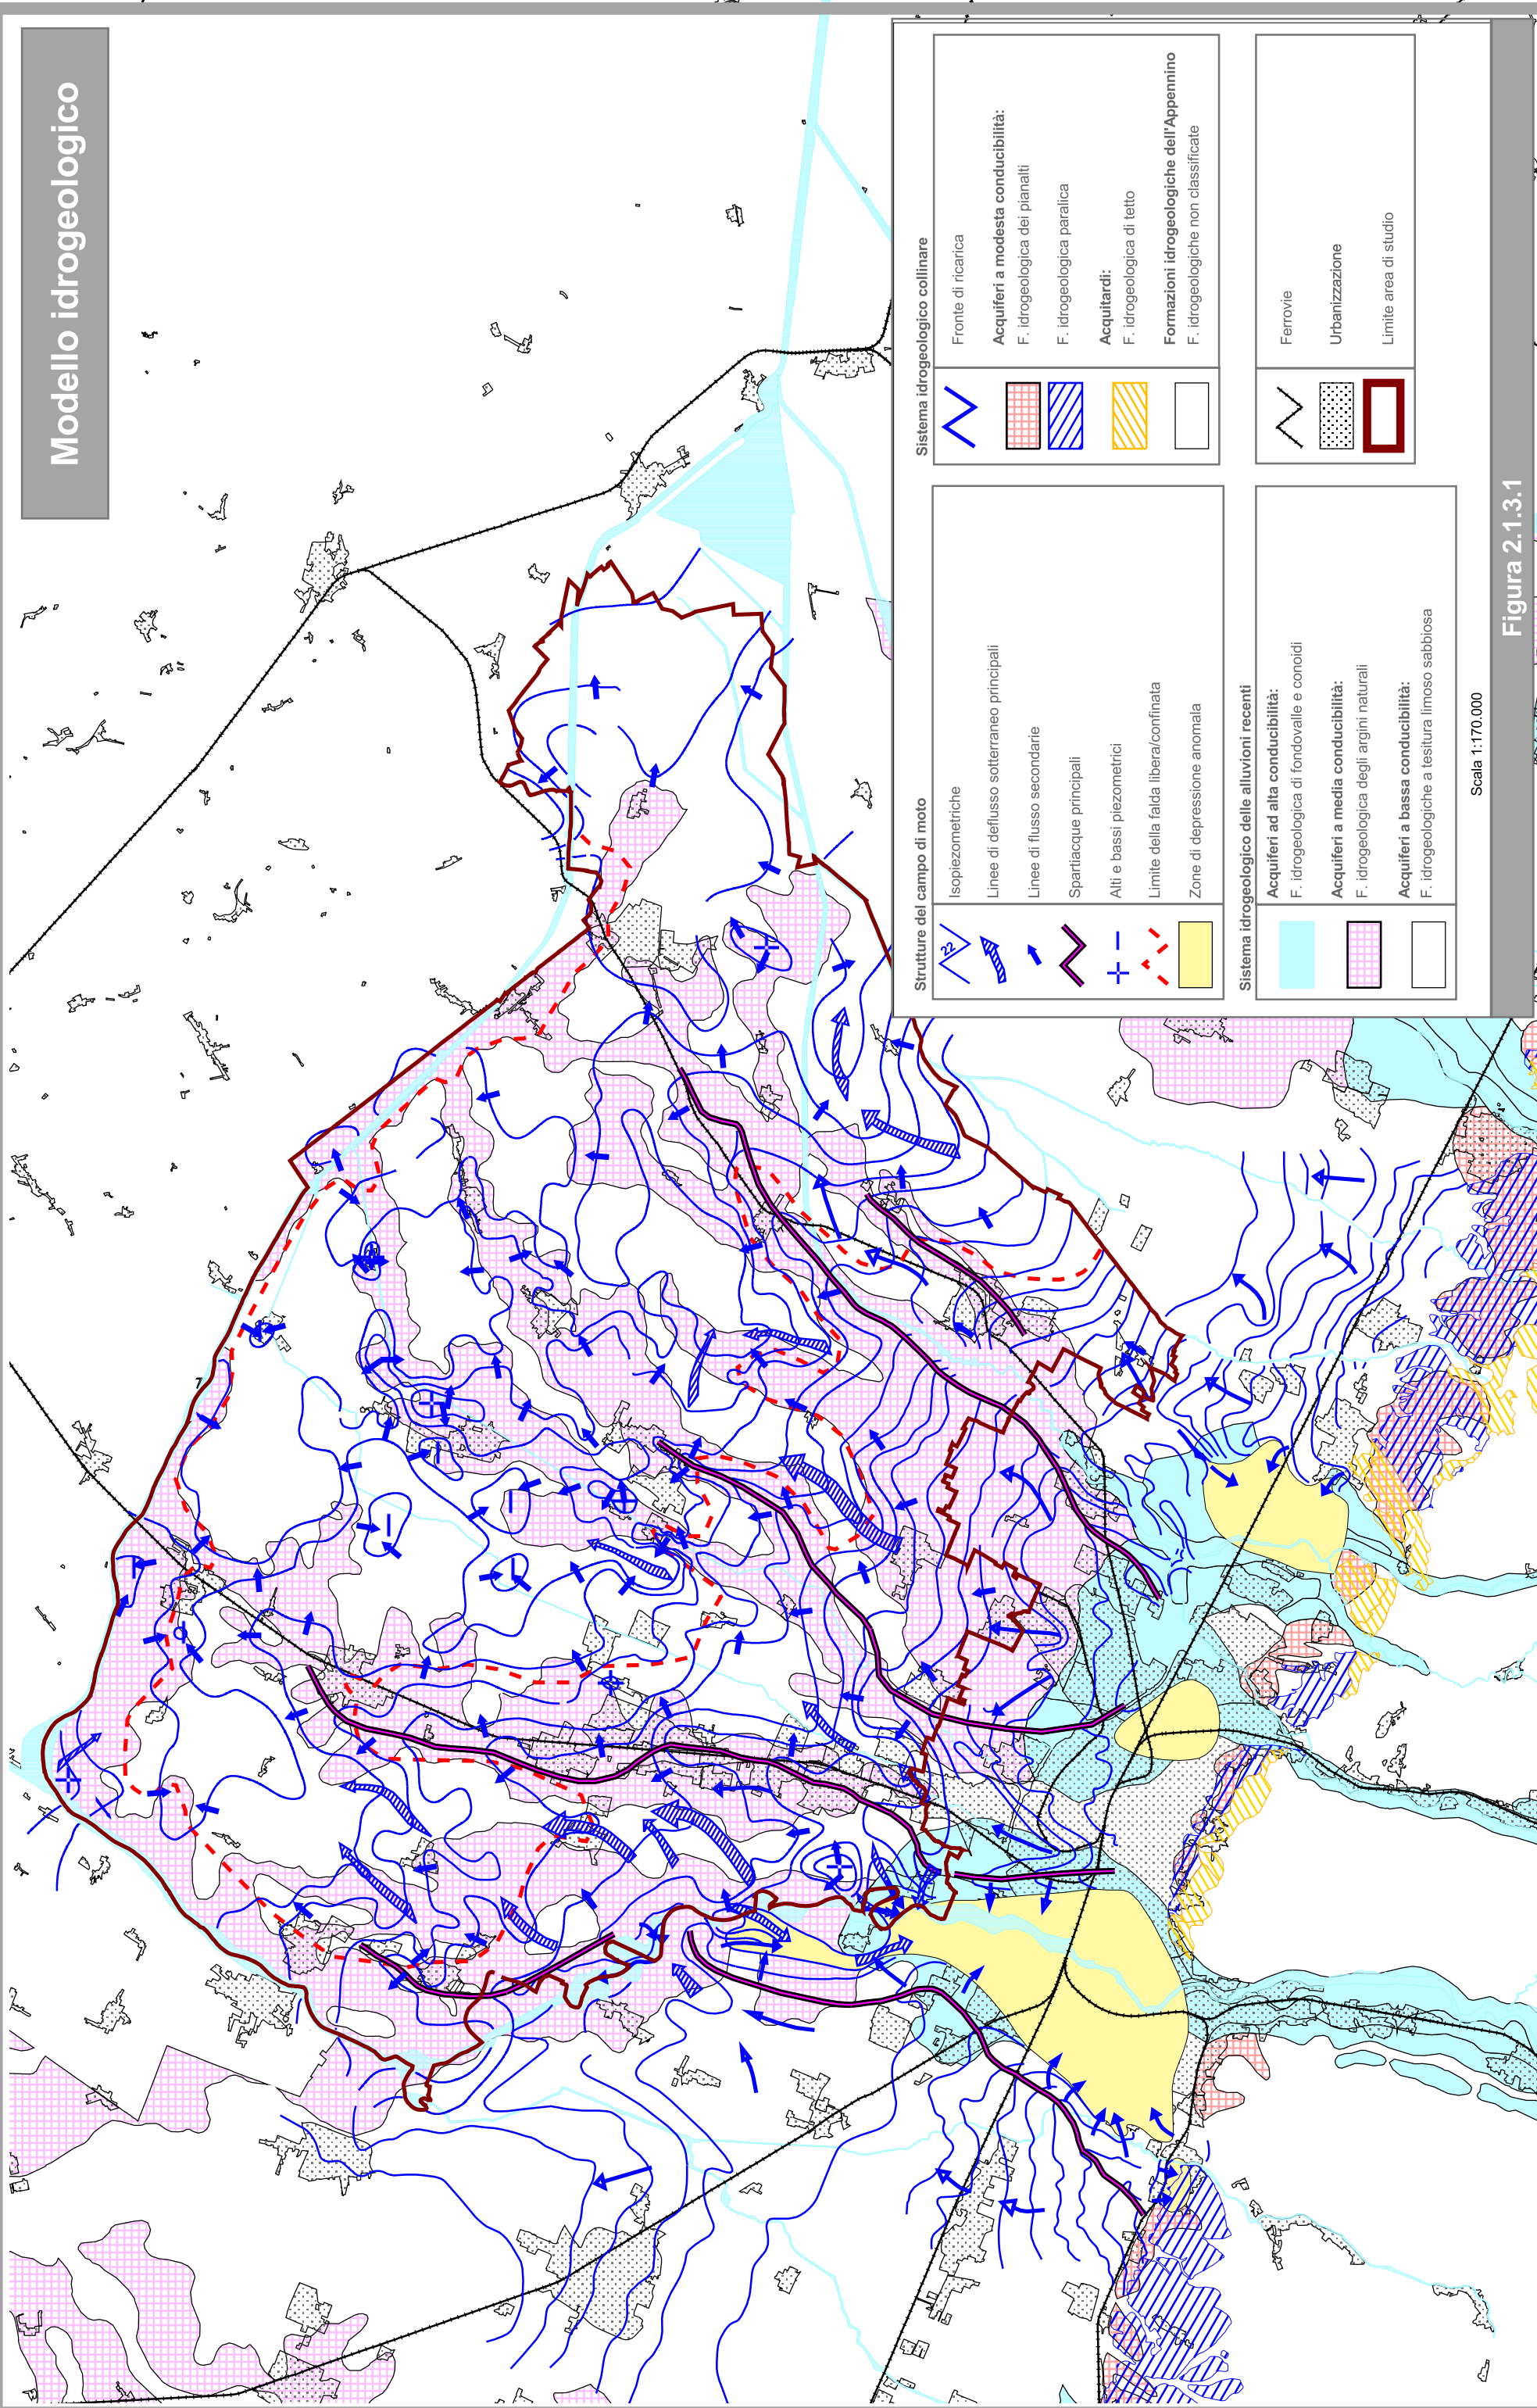 Modello idrogeologico
Strutture del campo di moto
22
Isopiezometriche
Linee di deflusso sotterraneo principali
Linee di flusso secondarie
Spartiacque principali
Alti e bassi piezometrici
Limite della falda libera/confinata
Zone di depressione anomala
Sistema idrogeologico delle alluvioni recenti
Acquiferi ad alta conducibilità:
F. idrogeologica di fondovalle e conoidi
Acquiferi a media conducibilità:
F. idrogeologica degli argini naturali
Acquiferi a bassa conducibilità:
F. idrogeologiche a tesitura limoso sabbiosa
Sistema idrogeologico collinare
Fronte di ricarica
Acquiferi a modesta conducibilità:
F. idrogeologica dei pianalti
F. idrogeologica paralica
Acquitardi:
F. idrogeologica di tetto
Formazioni idrogeologiche dell'Appennino
F. idrogeologiche non classificate
Ferrovie
Urbanizzazione
Limite area di studio
Scala 1:170.000
Figura 2.1.3.1
7